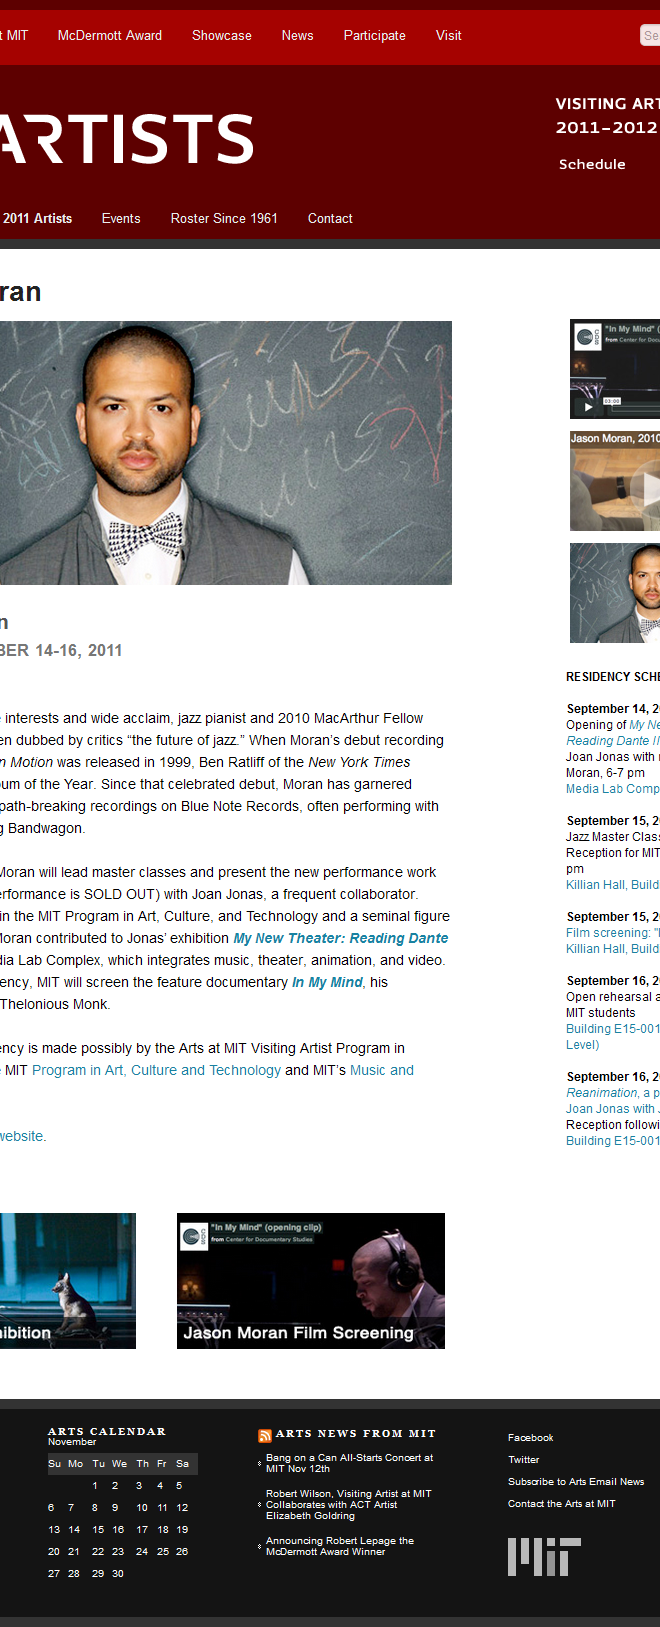 t MIT McDermott Award Showcase News Participate Visit Se
ARTISTS
VISITING ART
2011-2012
Schedule
2011 Artists Events Roster Since 1961 Contact
ran
n
BER 14-16, 2011
e interests and wide acclaim, jazz pianist and 2010 MacArthur Fellow
en dubbed by critics “the future of jazz.” When Moran’s debut recording
n Motion was released in 1999, Ben Ratliff of the New York Times
bum of the Year. Since that celebrated debut, Moran has garnered
path-breaking recordings on Blue Note Records, often performing with
g Bandwagon.
Moran will lead master classes and present the new performance work
erformance is SOLD OUT) with Joan Jonas, a frequent collaborator.
in the MIT Program in Art, Culture, and Technology and a seminal figure
Moran contributed to Jonas’ exhibition My New Theater: Reading Dante
dia Lab Complex, which integrates music, theater, animation, and video.
ency, MIT will screen the feature documentary In My Mind, his
Thelonious Monk.
ency is made possibly by the Arts at MIT Visiting Artist Program in
e MIT Program in Art, Culture and Technology and MIT’s Music and
website.
"In My Mind" (
from Center for Docu
03:00
Jason Moran, 2010
RESIDENCY SCHE
September 14, 2
Opening of My Ne
Reading Dante II
Joan Jonas with
Moran, 6-7 pm
Media Lab Comp
September 15, 2
Jazz Master Clas
Reception for MIT
pm
Killian Hall, Build
September 15, 2
Film screening: "I
Killian Hall, Build
September 16, 2
Open rehearsal a
MIT students
Building E15-001
Level)
September 16, 2
Reanimation, a p
Joan Jonas with J
Reception followi
Building E15-001
hibition
"In My Mind" (opening clip)
from Center for Documentary Studies
Jason Moran Film Screening
ARTS CALENDAR
November
Su Mo Tu We Th Fr Sa
1 2 3 4 5
6 7 8 9 10 11 12
13 14 15 16 17 18 19
20 21 22 23 24 25 26
27 28 29 30
ARTS NEWS FROM MIT
Bang on a Can All-Starts Concert at
MIT Nov 12th
Robert Wilson, Visiting Artist at MIT
Collaborates with ACT Artist
Elizabeth Goldring
Announcing Robert Lepage the
McDermott Award Winner
Facebook
Twitter
Subscribe to Arts Email News
Contact the Arts at MIT
MIT